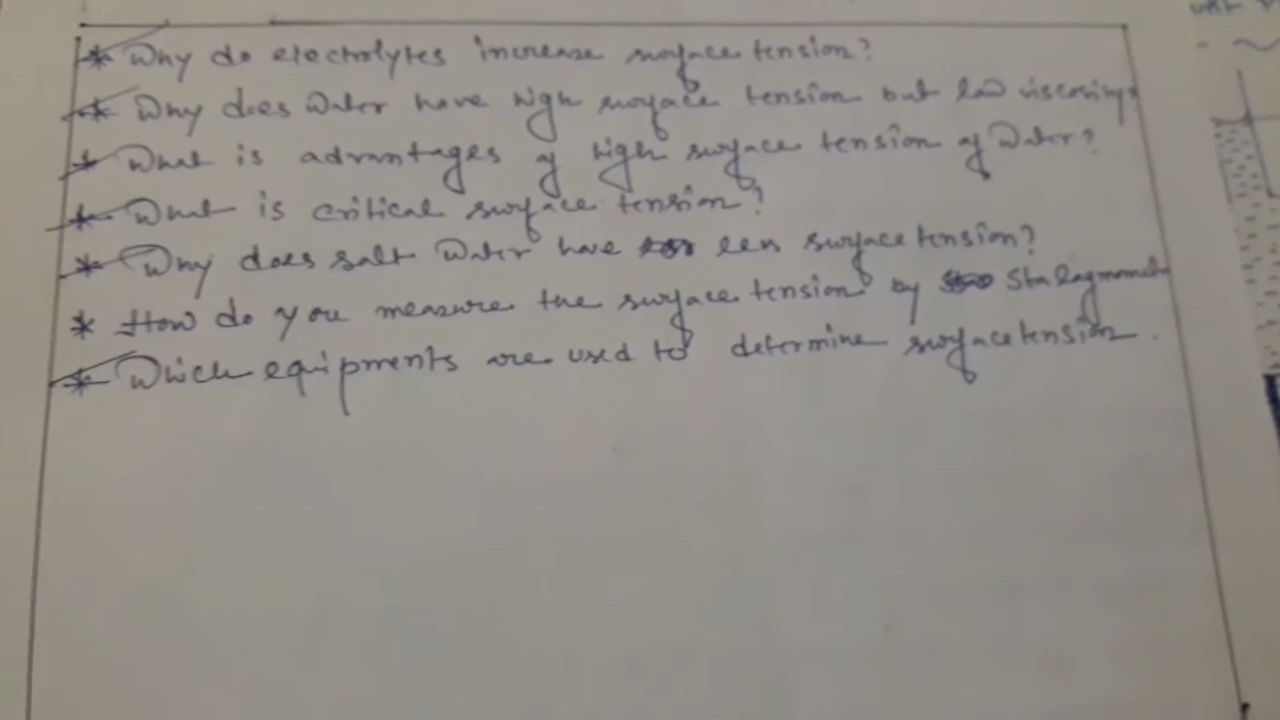 * Why do electrolytes increase surface tension?
* Why does Water have high surface tension but low viscosity?
* What is advantages of high surface tension of Water?
* What is critical surface tension?
* Why does salt Water have less surface tension?
* How do you measure the surface tension by Stalagmomet
* Which equipments are used to determine surface tension.